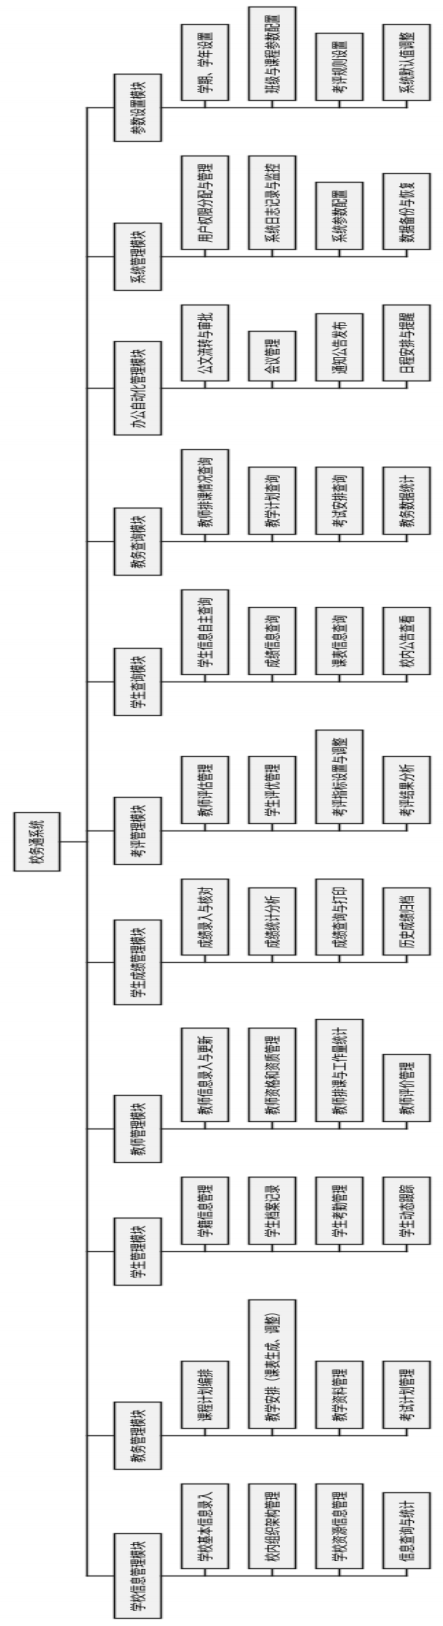 校务通系统
学校信息管理模块
学校基本信息录入
校内组织架构管理
学校资源信息管理
信息查询与统计
教务管理模块
课程计划编排
教学安排（课表生成、调整）
教学资料管理
考试计划管理
学生管理模块
学籍信息管理
学生档案记录
学生考勤管理
学生动态跟踪
教师管理模块
教师信息录入与更新
教师资格和资质管理
教师排课与工作量统计
教师评价管理
学生成绩管理模块
成绩录入与核对
成绩统计分析
成绩查询与打印
历史成绩归档
考评管理模块
教师评估管理
学生评优管理
考评指标设置与调整
考评结果分析
学生查询模块
学生信息自主查询
成绩信息查询
课表信息查询
校内公告查看
教务查询模块
教师排课情况查询
教学计划查询
考试安排查询
教务数据统计
办公自动化管理模块
公文流转与审批
会议管理
通知公告发布
日程安排与提醒
系统管理模块
用户权限分配与管理
系统日志记录与监控
系统参数配置
数据备份与恢复
参数设置模块
学期、学年设置
班级与课程参数配置
考评规则设置
系统默认值调整